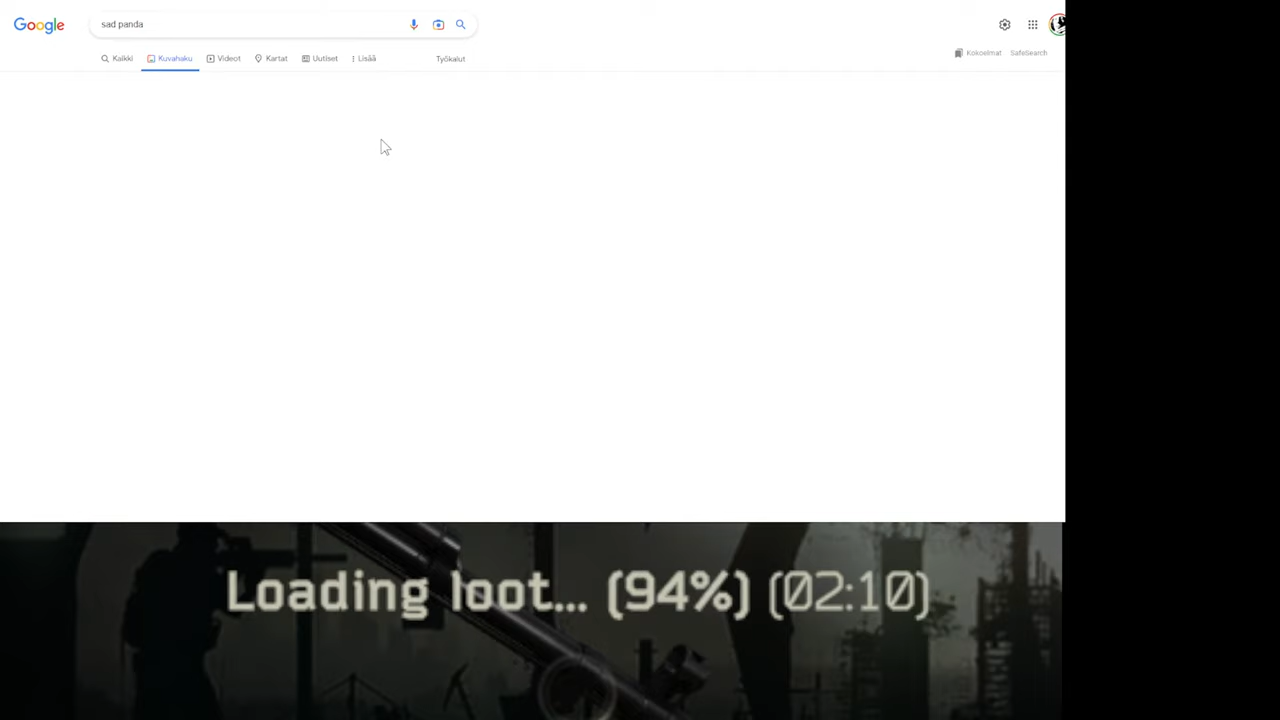 Google sad panda
Kaikki Kuvahaku Videot Kartat Uutiset Lisää Työkalut Kokoelmat SafeSearch
Loading loot... (94%) (02:10)